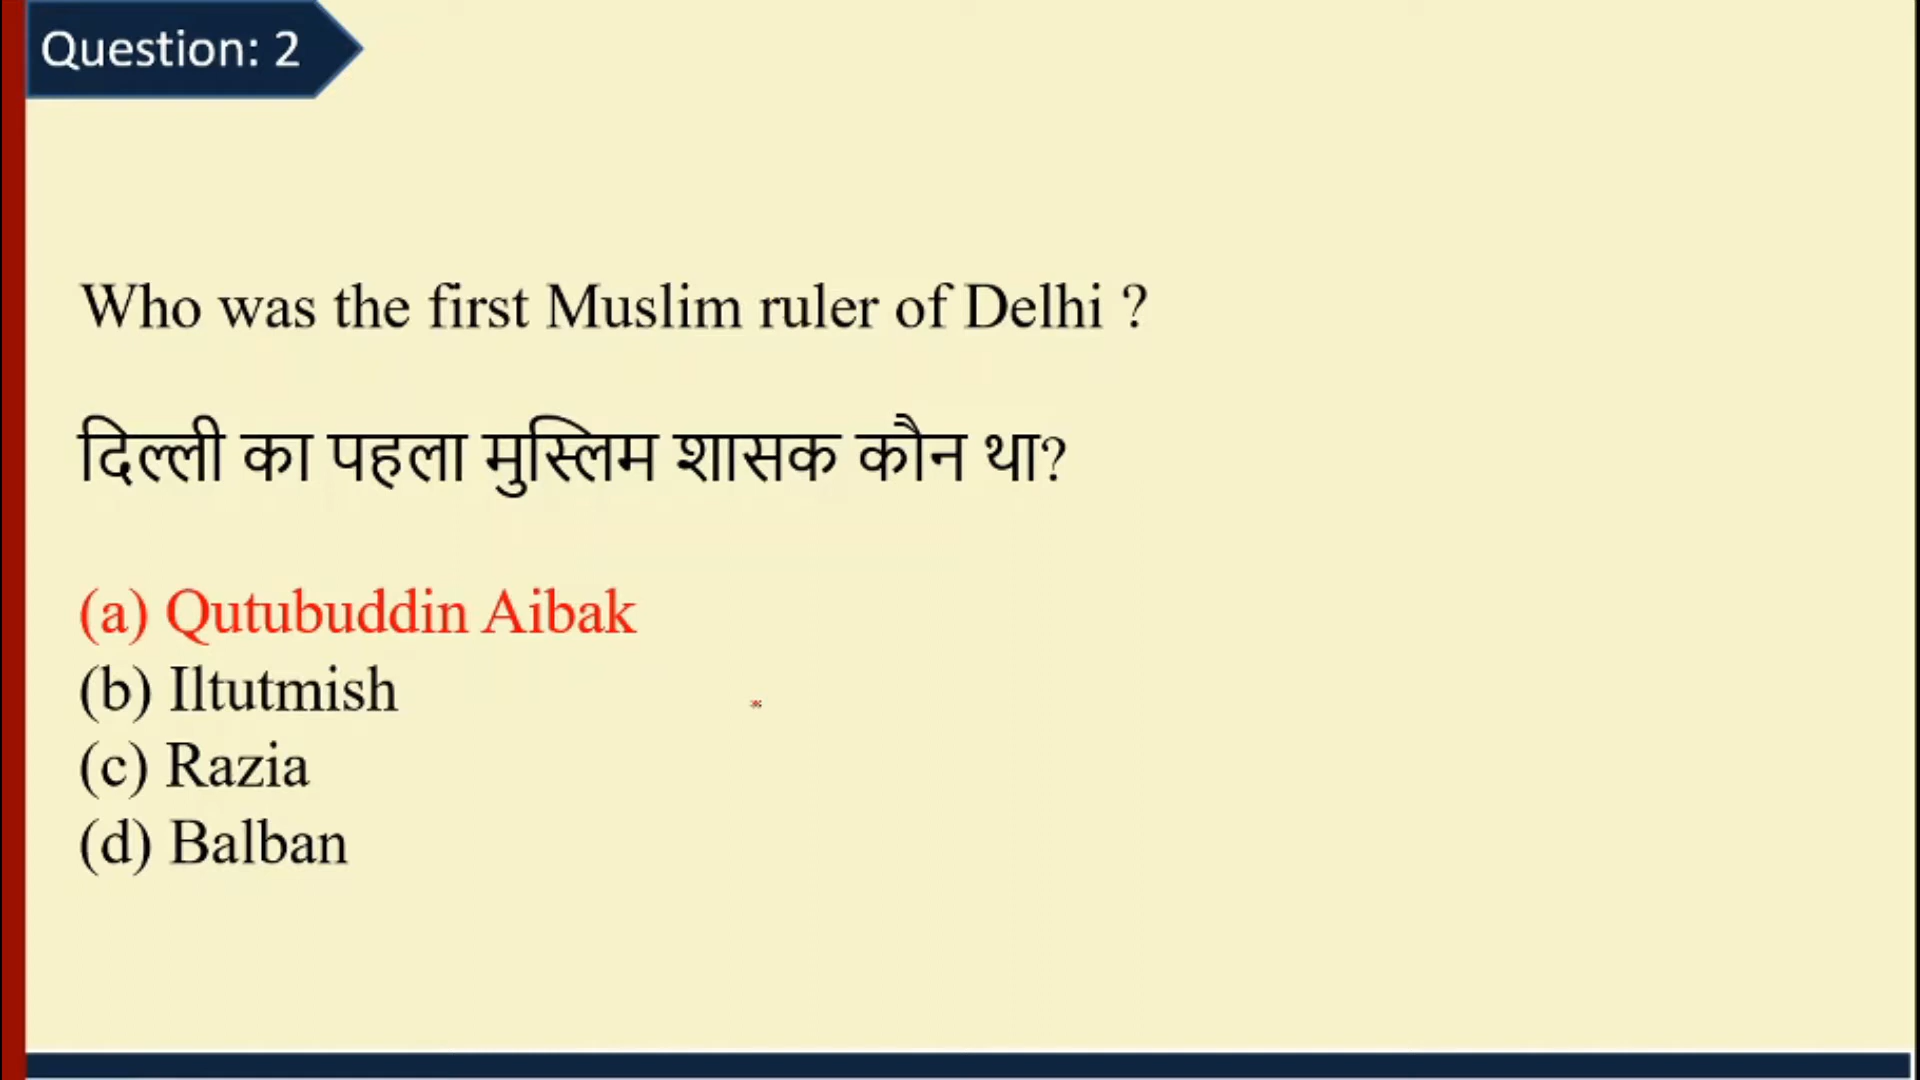 Question: 2
Who was the first Muslim ruler of Delhi ?
दिल्ली का पहला मुस्लिम शासक कौन था?
(a) Qutubuddin Aibak
(b) Iltutmish
(c) Razia
(d) Balban